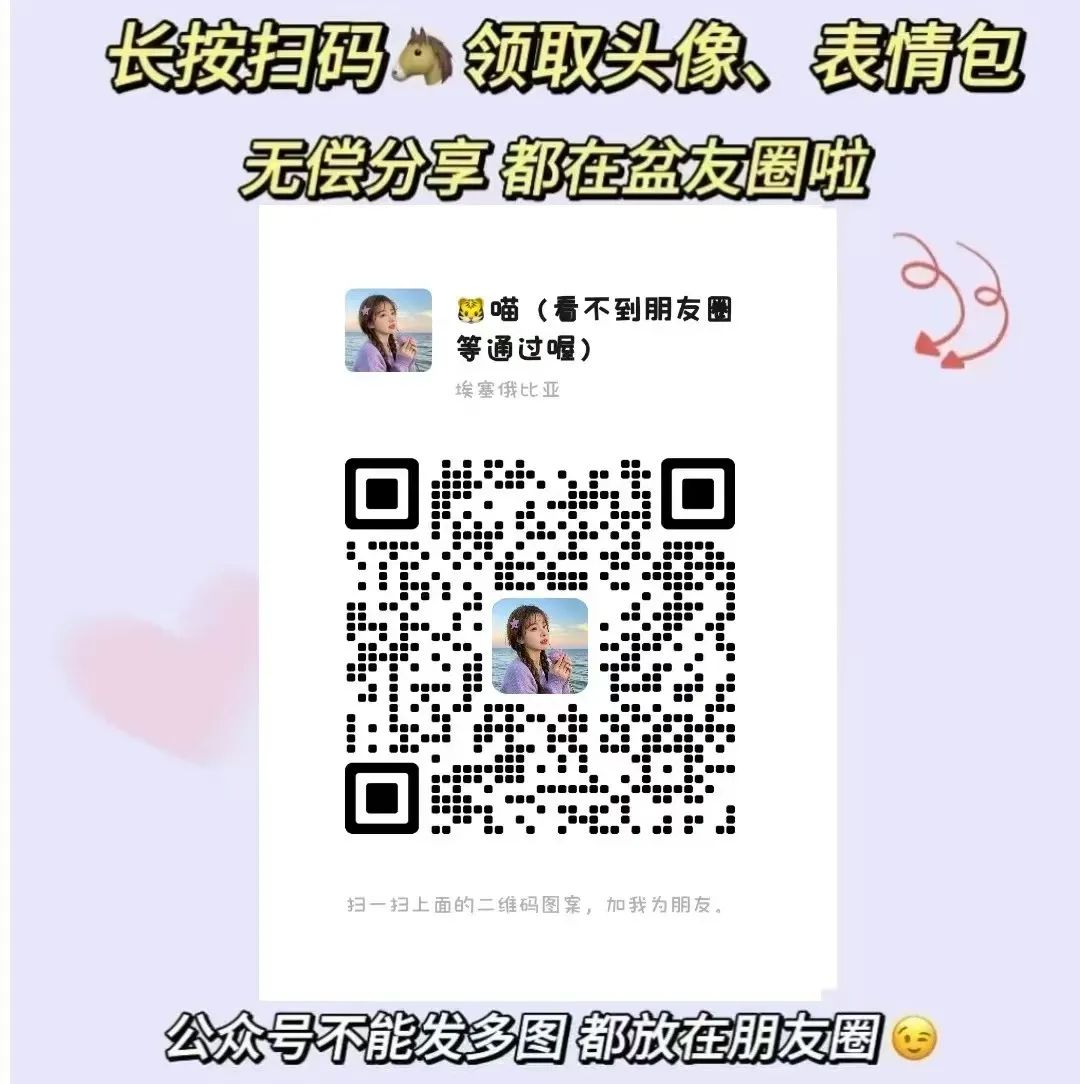 长按扫码🐴领取头像、表情包
无偿分享 都在盆友圈啦
🐯喵（看不到朋友圈
等通过喔）
埃塞俄比亚
扫一扫上面的二维码图案，加我为朋友。
公众号不能发多图 都放在朋友圈😉